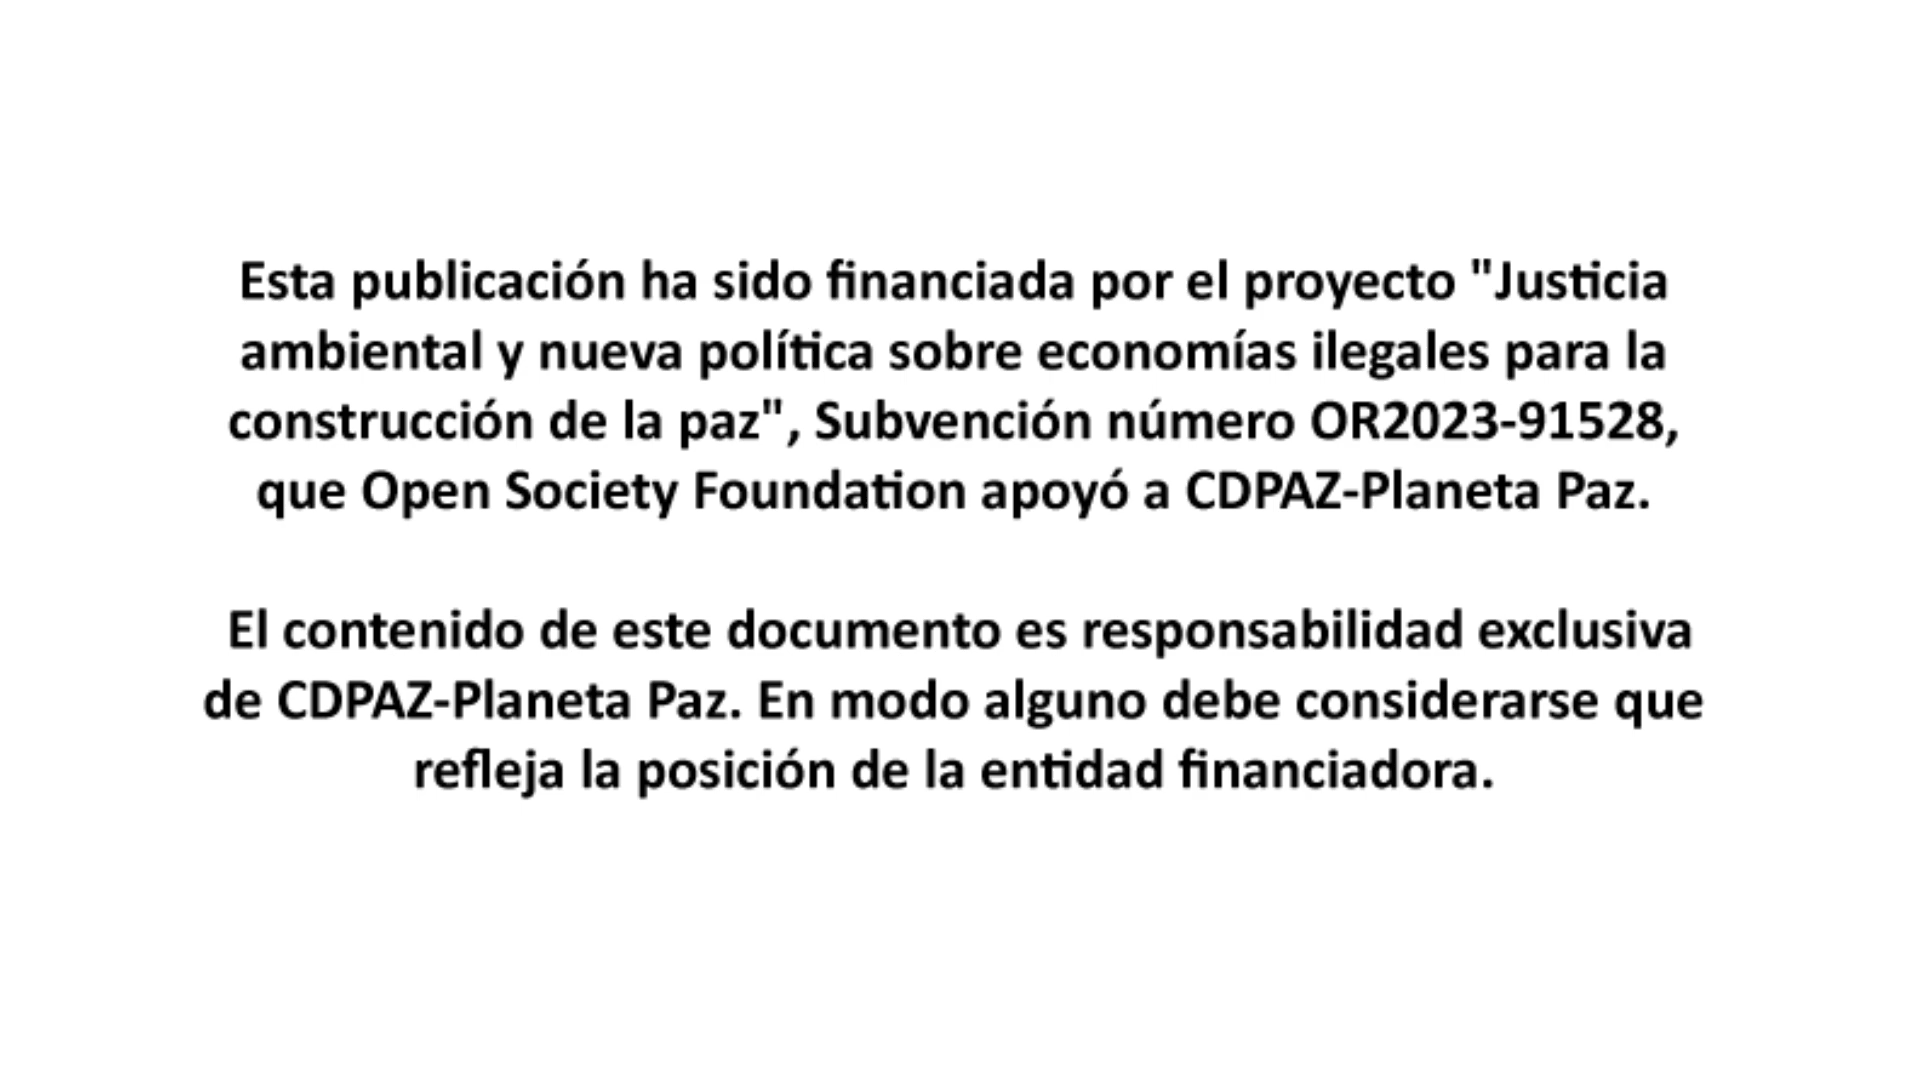 Esta publicación ha sido financiada por el proyecto "Justicia
ambiental y nueva política sobre economías ilegales para la
construcción de la paz", Subvención número OR2023-91528,
que Open Society Foundation apoyó a CDPAZ-Planeta Paz.
El contenido de este documento es responsabilidad exclusiva
de CDPAZ-Planeta Paz. En modo alguno debe considerarse que
refleja la posición de la entidad financiadora.